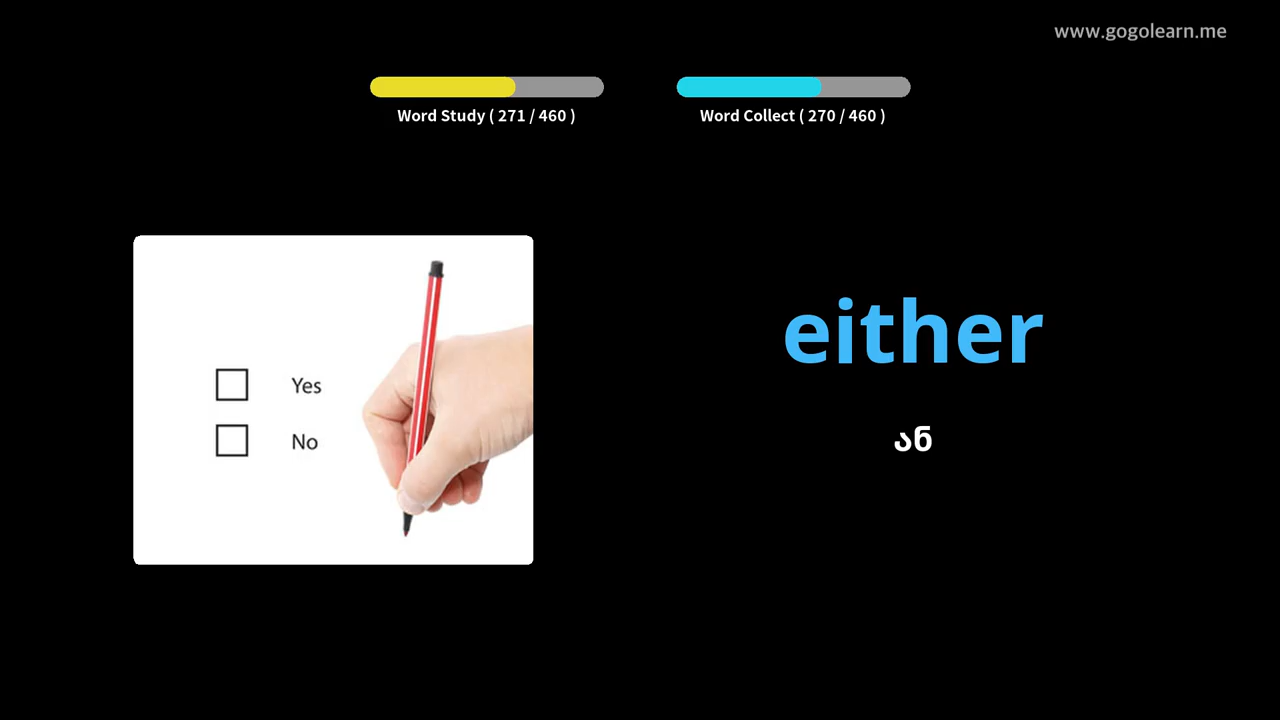 www.gogolearn.me
Word Study ( 271 / 460 )
Word Collect ( 270 / 460 )
Yes
No
either
ან